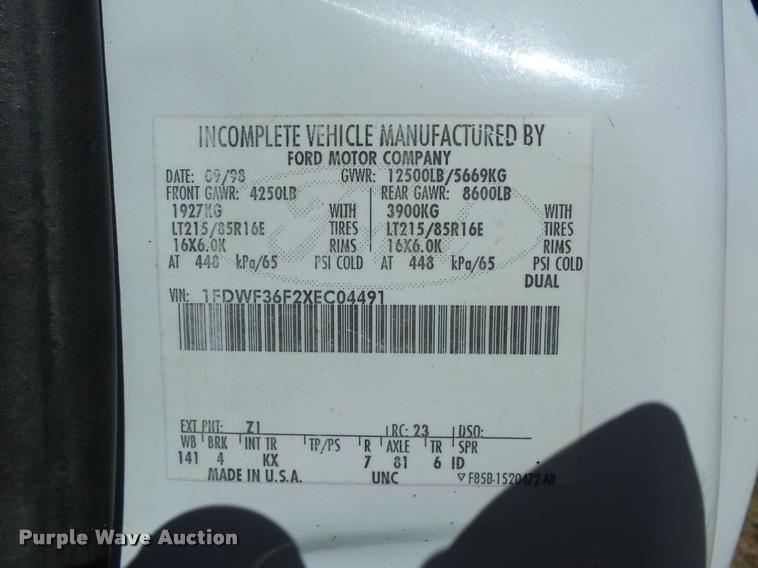 INCOMPLETE VEHICLE MANUFACTURED BY
FORD MOTOR COMPANY
DATE: 09/98 GVWR: 12500LB/5669KG
FRONT GAWR: 4250LB REAR GAWR: 8600LB
1927KG WITH 3900KG WITH
LT215/85R16E TIRES LT215/85R16E TIRES
16X6.0K RIMS 16X6.0K RIMS
AT 448 kPa/65 PSI COLD AT 448 kPa/65 PSI COLD
DUAL
VIN: 1FDWF36F2XEC04491
EXT PNT: Z1 RC: 23 DSO:
WB BRK INT TR TP/PS R AXLE TR SPR
141 4 KX 7 81 6 ID
MADE IN U.S.A. UNC F85B-1520472-AB
Purple Wave Auction